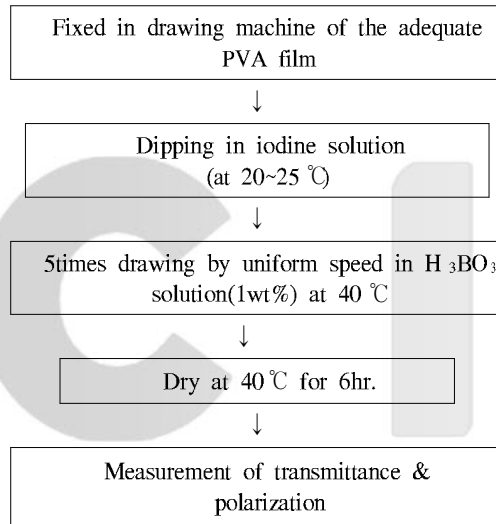 Fixed in drawing machine of the adequate
PVA film
↓
Dipping in iodine solution
(at 20~25 ℃)
↓
5times drawing by uniform speed in H₃BO₃
solution(1wt%) at 40 ℃
↓
Dry at 40 ℃ for 6hr.
↓
Measurement of transmittance &
polarization